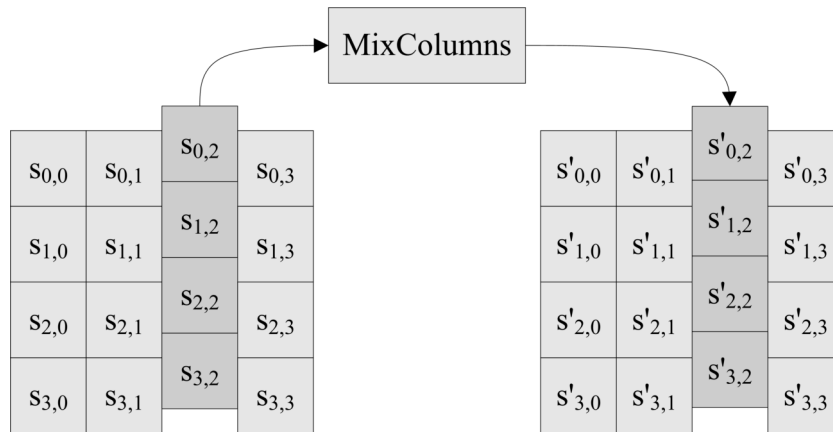 MixColumns
s0,0 s0,1 s0,2 s0,3 s'0,0 s'0,1 s'0,2 s'0,3
s1,0 s1,1 s1,2 s1,3 s'1,0 s'1,1 s'1,2 s'1,3
s2,0 s2,1 s2,2 s2,3 s'2,0 s'2,1 s'2,2 s'2,3
s3,0 s3,1 s3,2 s3,3 s'3,0 s'3,1 s'3,2 s'3,3